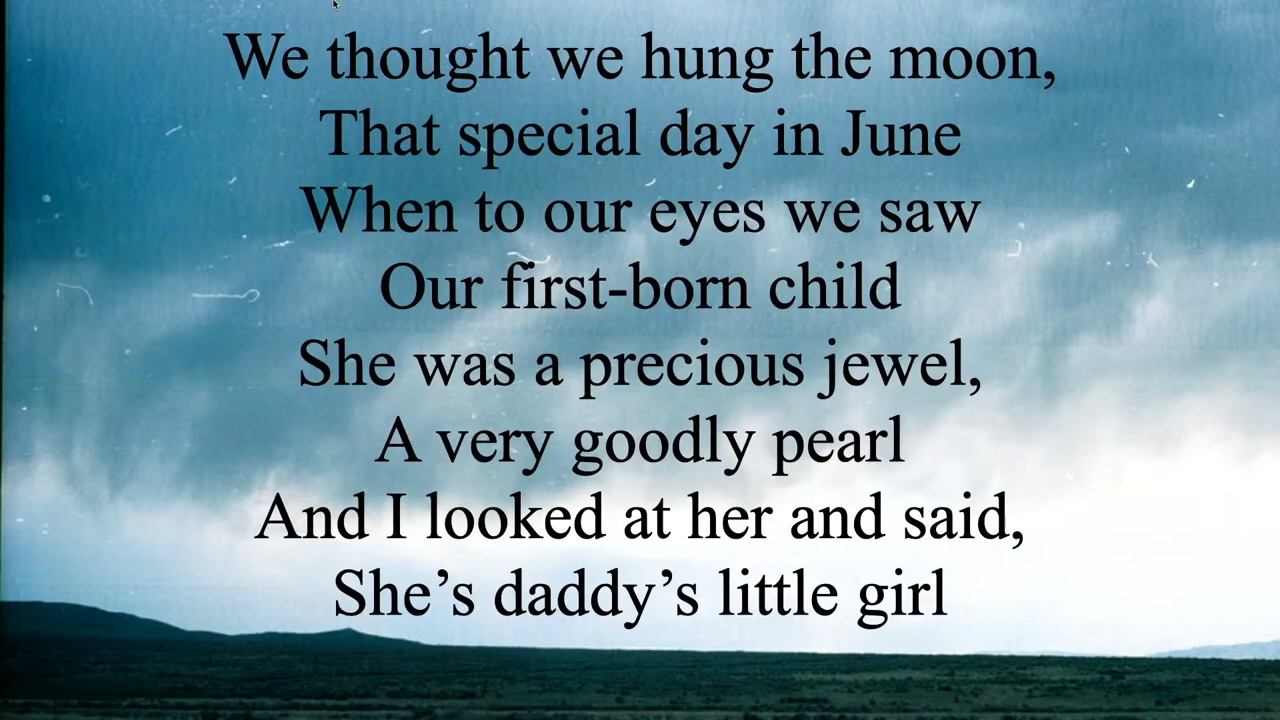 We thought we hung the moon,
That special day in June
When to our eyes we saw
Our first-born child
She was a precious jewel,
A very goodly pearl
And I looked at her and said,
She’s daddy’s little girl